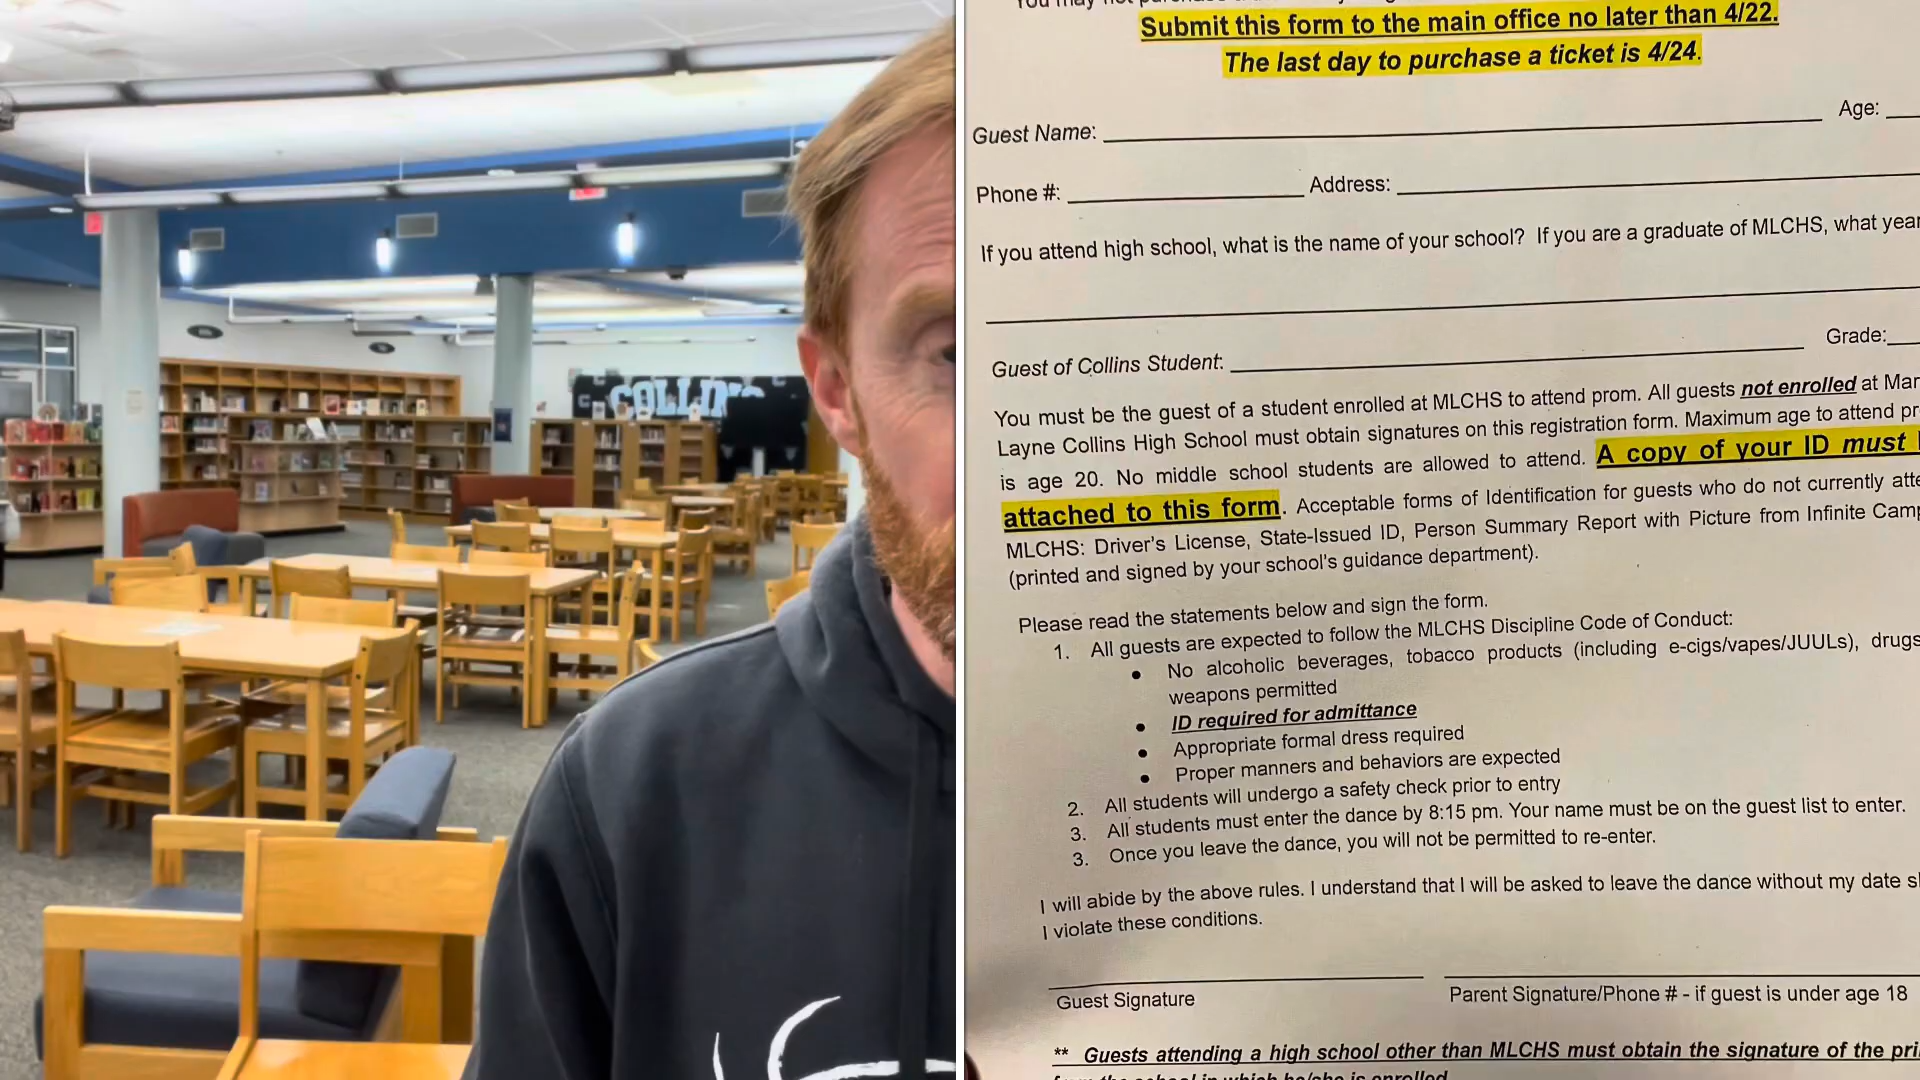 COLLINS
Submit this form to the main office no later than 4/22.
The last day to purchase a ticket is 4/24.
Guest Name: Age:
Phone #: Address:
If you attend high school, what is the name of your school? If you are a graduate of MLCHS, what year
Guest of Collins Student: Grade:
You must be the guest of a student enrolled at MLCHS to attend prom. All guests not enrolled at
Layne Collins High School must obtain signatures on this registration form. Maximum age to attend
is age 20. No middle school students are allowed to attend. A copy of your ID must
attached to this form. Acceptable forms of Identification for guests who do not currently
MLCHS: Driver's License, State-Issued ID, Person Summary Report with Picture from Infinite
(printed and signed by your school's guidance department).
Please read the statements below and sign the form.
1. All guests are expected to follow the MLCHS Discipline Code of Conduct:
• No alcoholic beverages, tobacco products (including e-cigs/vapes/JUULs), drugs
weapons permitted
• ID required for admittance
• Appropriate formal dress required
• Proper manners and behaviors are expected
2. All students will undergo a safety check prior to entry
3. All students must enter the dance by 8:15 pm. Your name must be on the guest list to enter.
3. Once you leave the dance, you will not be permitted to re-enter.
I will abide by the above rules. I understand that I will be asked to leave the dance without my date
I violate these conditions.
Guest Signature Parent Signature/Phone # - if guest is under age 18
** Guests attending a high school other than MLCHS must obtain the signature of the